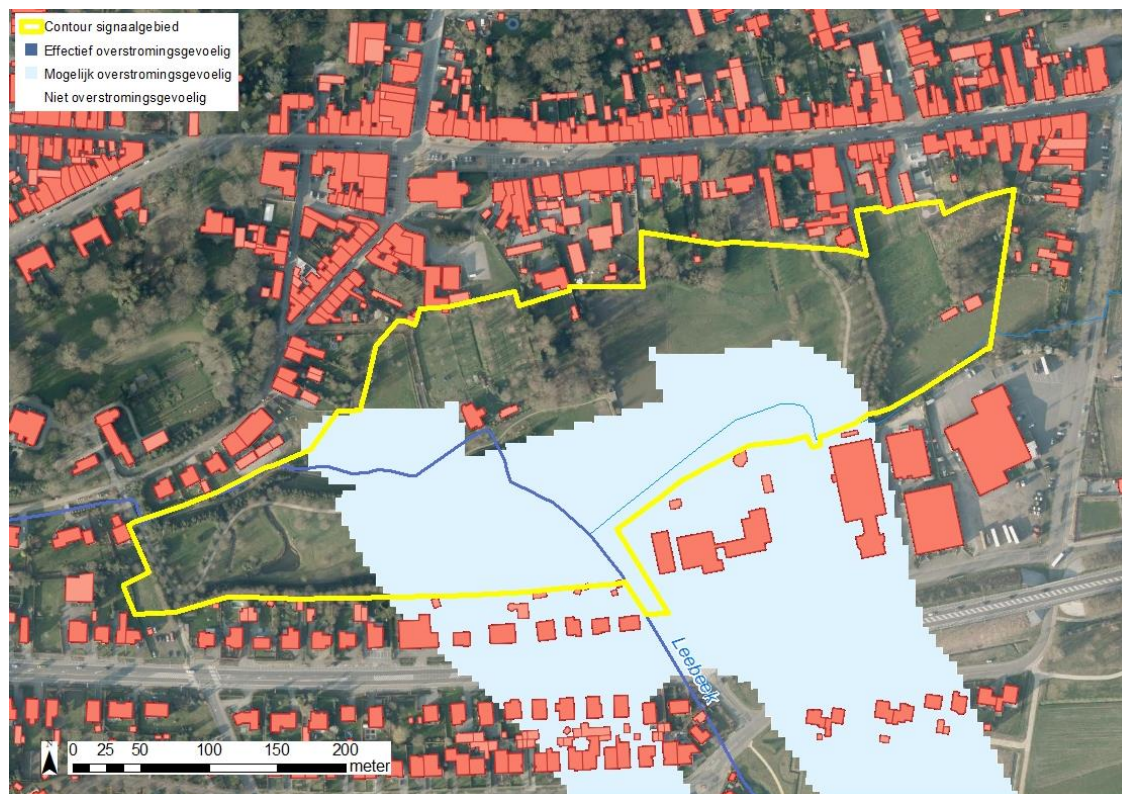 Contour signaalgebied
Effectief overstromingsgevoelig
Mogelijk overstromingsgevoelig
Niet overstromingsgevoelig
Leebeek
N
0 25 50 100 150 200
meter